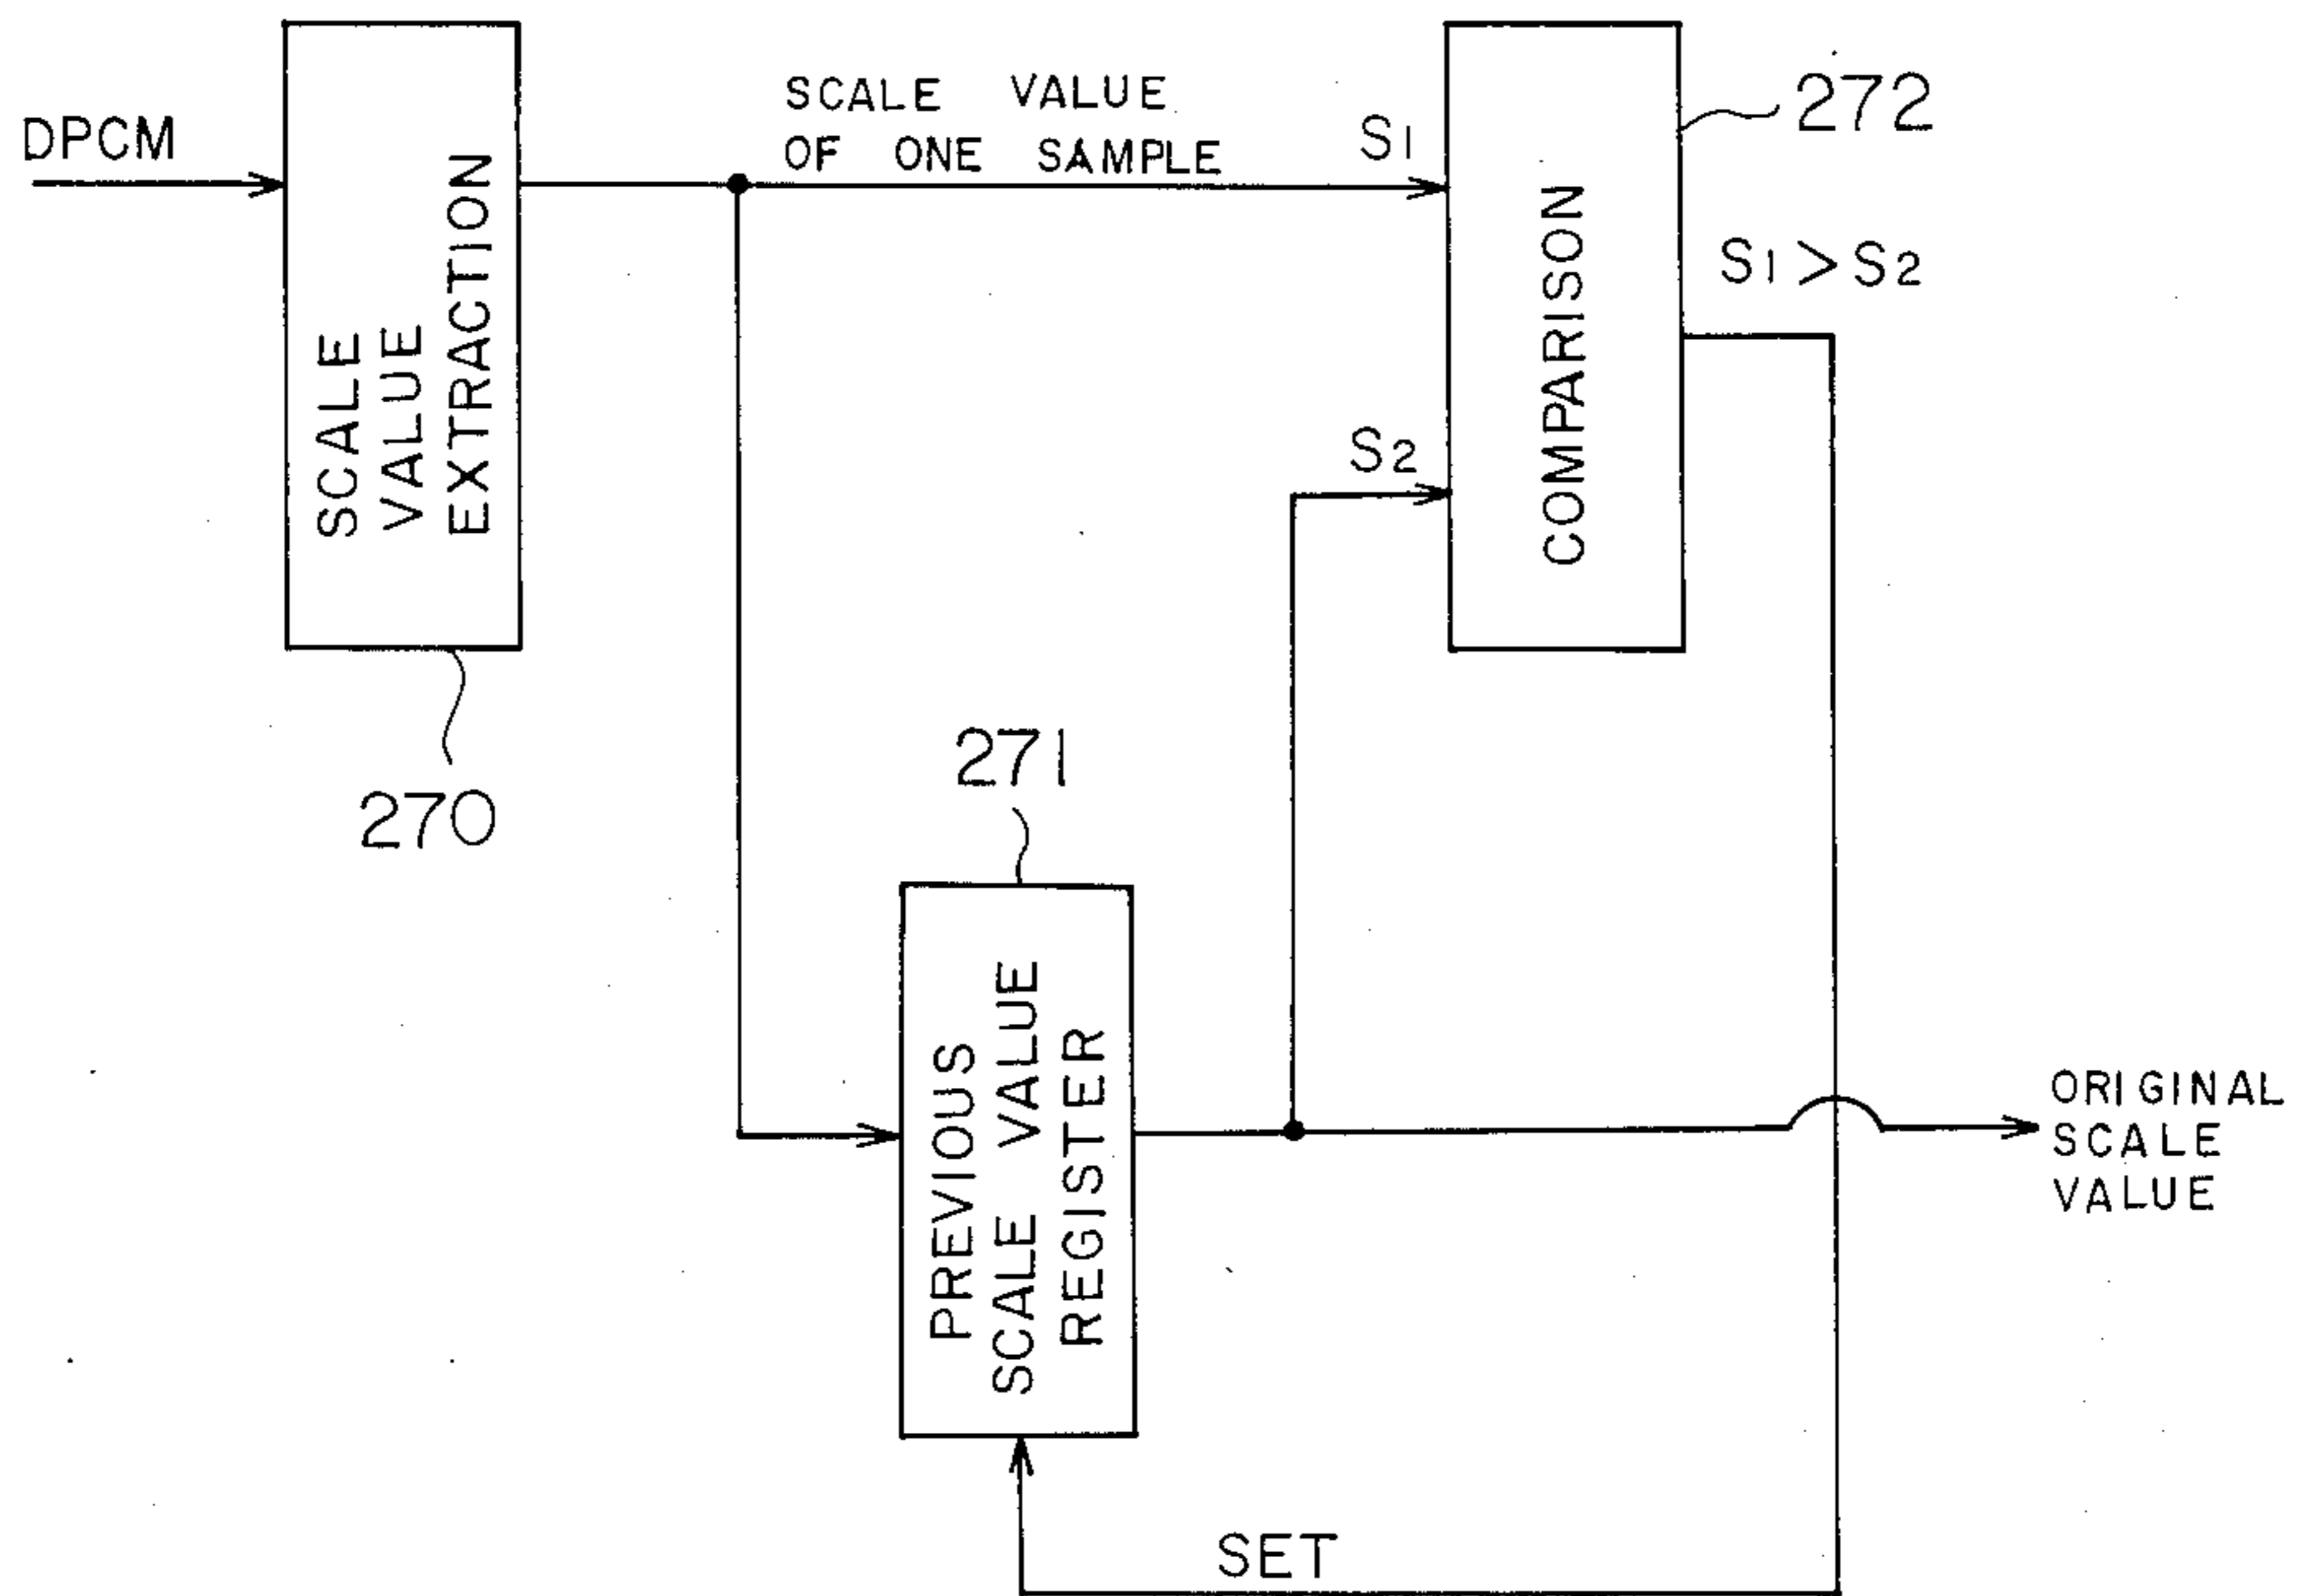 DPCM
SCALE
VALUE
EXTRACTION
270
SCALE VALUE
OF ONE SAMPLE
S1
S2
COMPARISON
272
S1 > S2
271
PREVIOUS
SCALE VALUE
REGISTER
ORIGINAL
SCALE
VALUE
SET